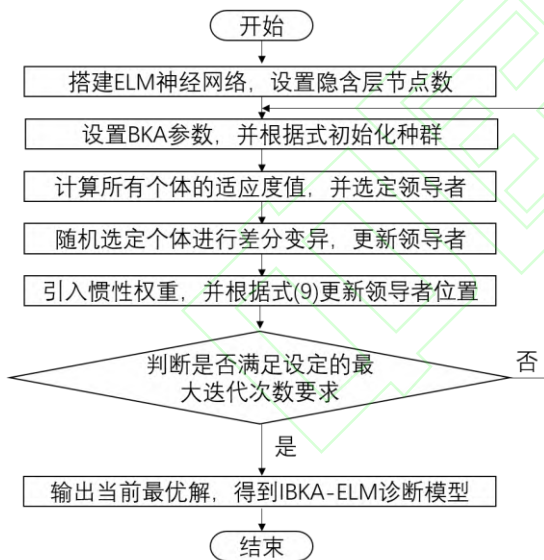 开始
搭建ELM神经网络，设置隐含层节点数
设置BKA参数，并根据式初始化种群
计算所有个体的适应度值，并选定领导者
随机选定个体进行差分变异，更新领导者
引入惯性权重，并根据式(9)更新领导者位置
判断是否满足设定的最
大迭代次数要求
否
是
输出当前最优解，得到IBKA-ELM诊断模型
结束